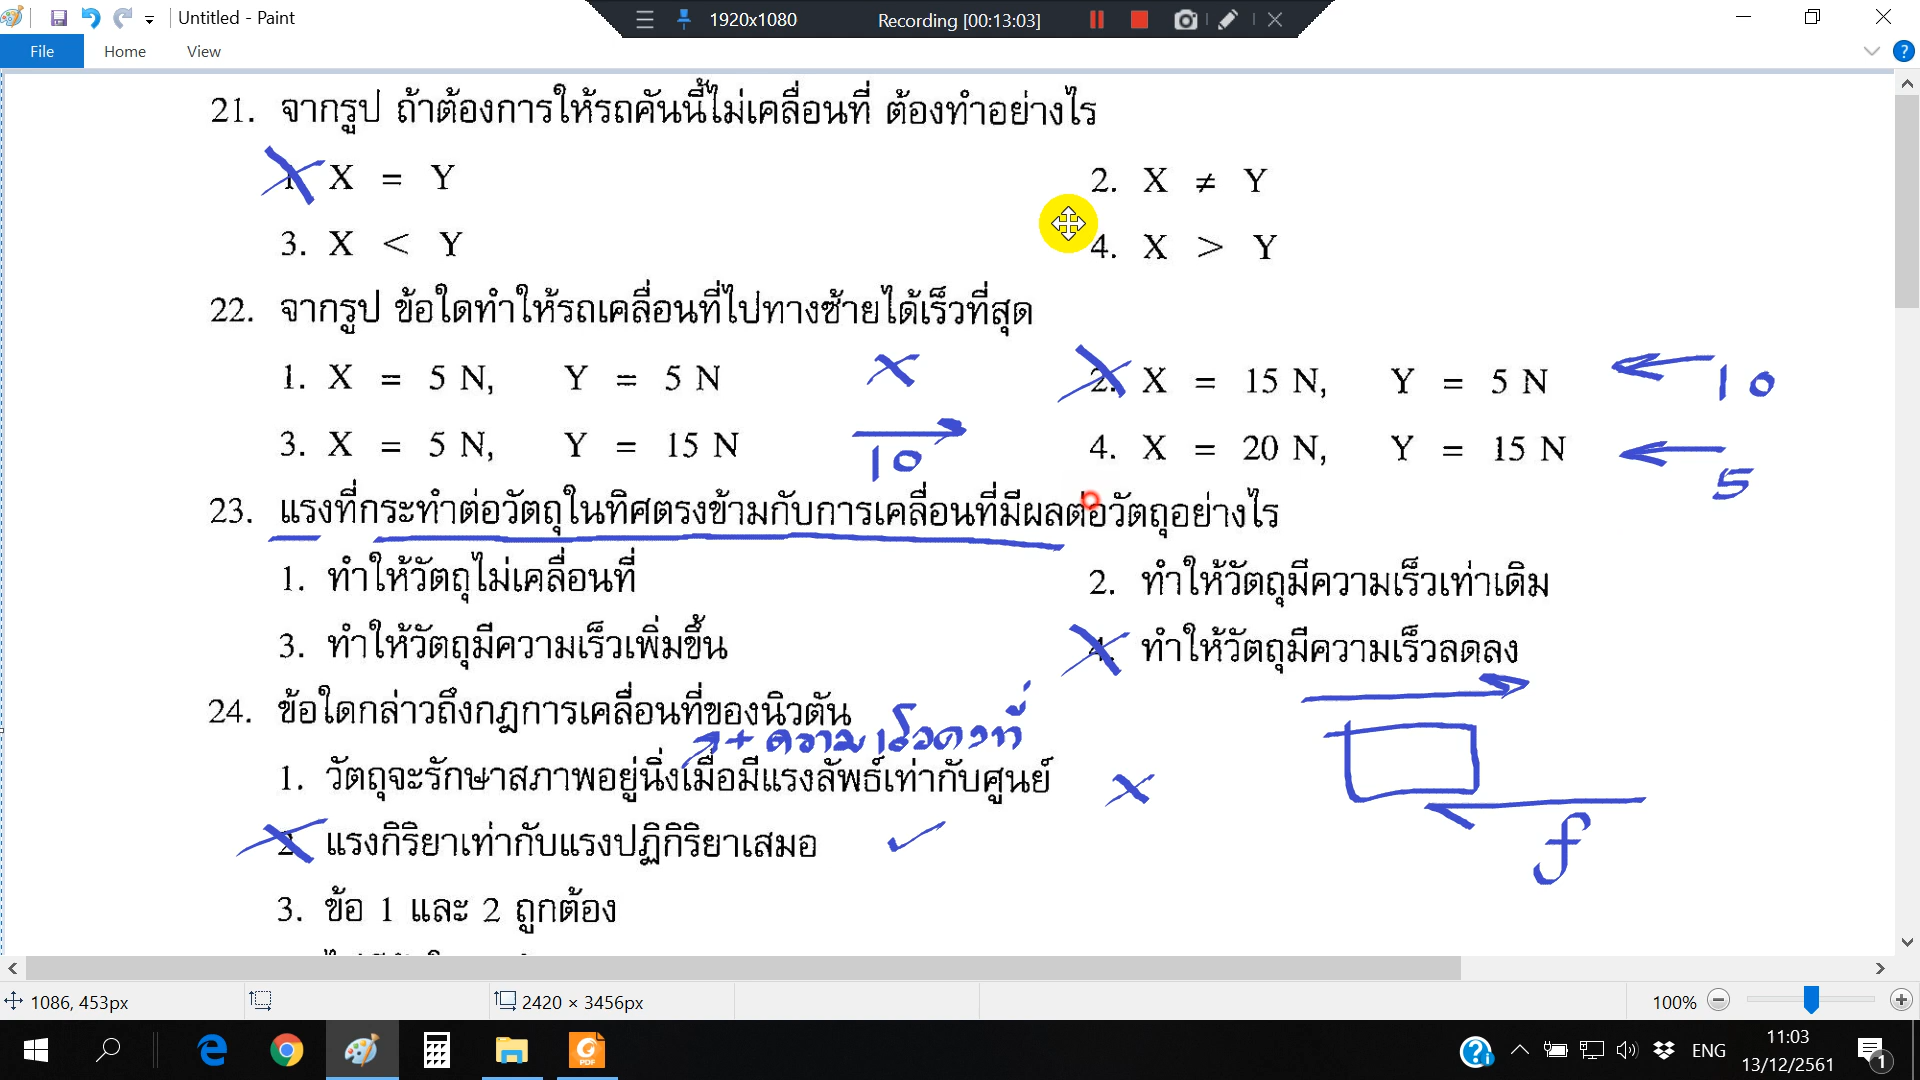 Untitled - Paint
1920x1080
Recording [00:13:03]
File Home View
21. จากรูป ถ้าต้องการให้รถคันนี้ไม่เคลื่อนที่ ต้องทำอย่างไร
1. X = Y
2. X ≠ Y
3. X < Y
4. X > Y
22. จากรูป ข้อใดทำให้รถเคลื่อนที่ไปทางซ้ายได้เร็วที่สุด
1. X = 5 N, Y = 5 N
2. X = 15 N, Y = 5 N
10
3. X = 5 N, Y = 15 N
10
4. X = 20 N, Y = 15 N
5
23. แรงที่กระทำต่อวัตถุในทิศตรงข้ามกับการเคลื่อนที่มีผลต่อวัตถุอย่างไร
1. ทำให้วัตถุไม่เคลื่อนที่
2. ทำให้วัตถุมีความเร็วเท่าเดิม
3. ทำให้วัตถุมีความเร็วเพิ่มขึ้น
4. ทำให้วัตถุมีความเร็วลดลง
24. ข้อใดกล่าวถึงกฎการเคลื่อนที่ของนิวตัน
+ ความเร็วคงที่
1. วัตถุจะรักษาสภาพอยู่นิ่งเมื่อมีแรงลัพธ์เท่ากับศูนย์
2. แรงกิริยาเท่ากับแรงปฏิกิริยาเสมอ
f
3. ข้อ 1 และ 2 ถูกต้อง
1086, 453px
2420 × 3456px
100%
ENG
11:03
13/12/2561
1